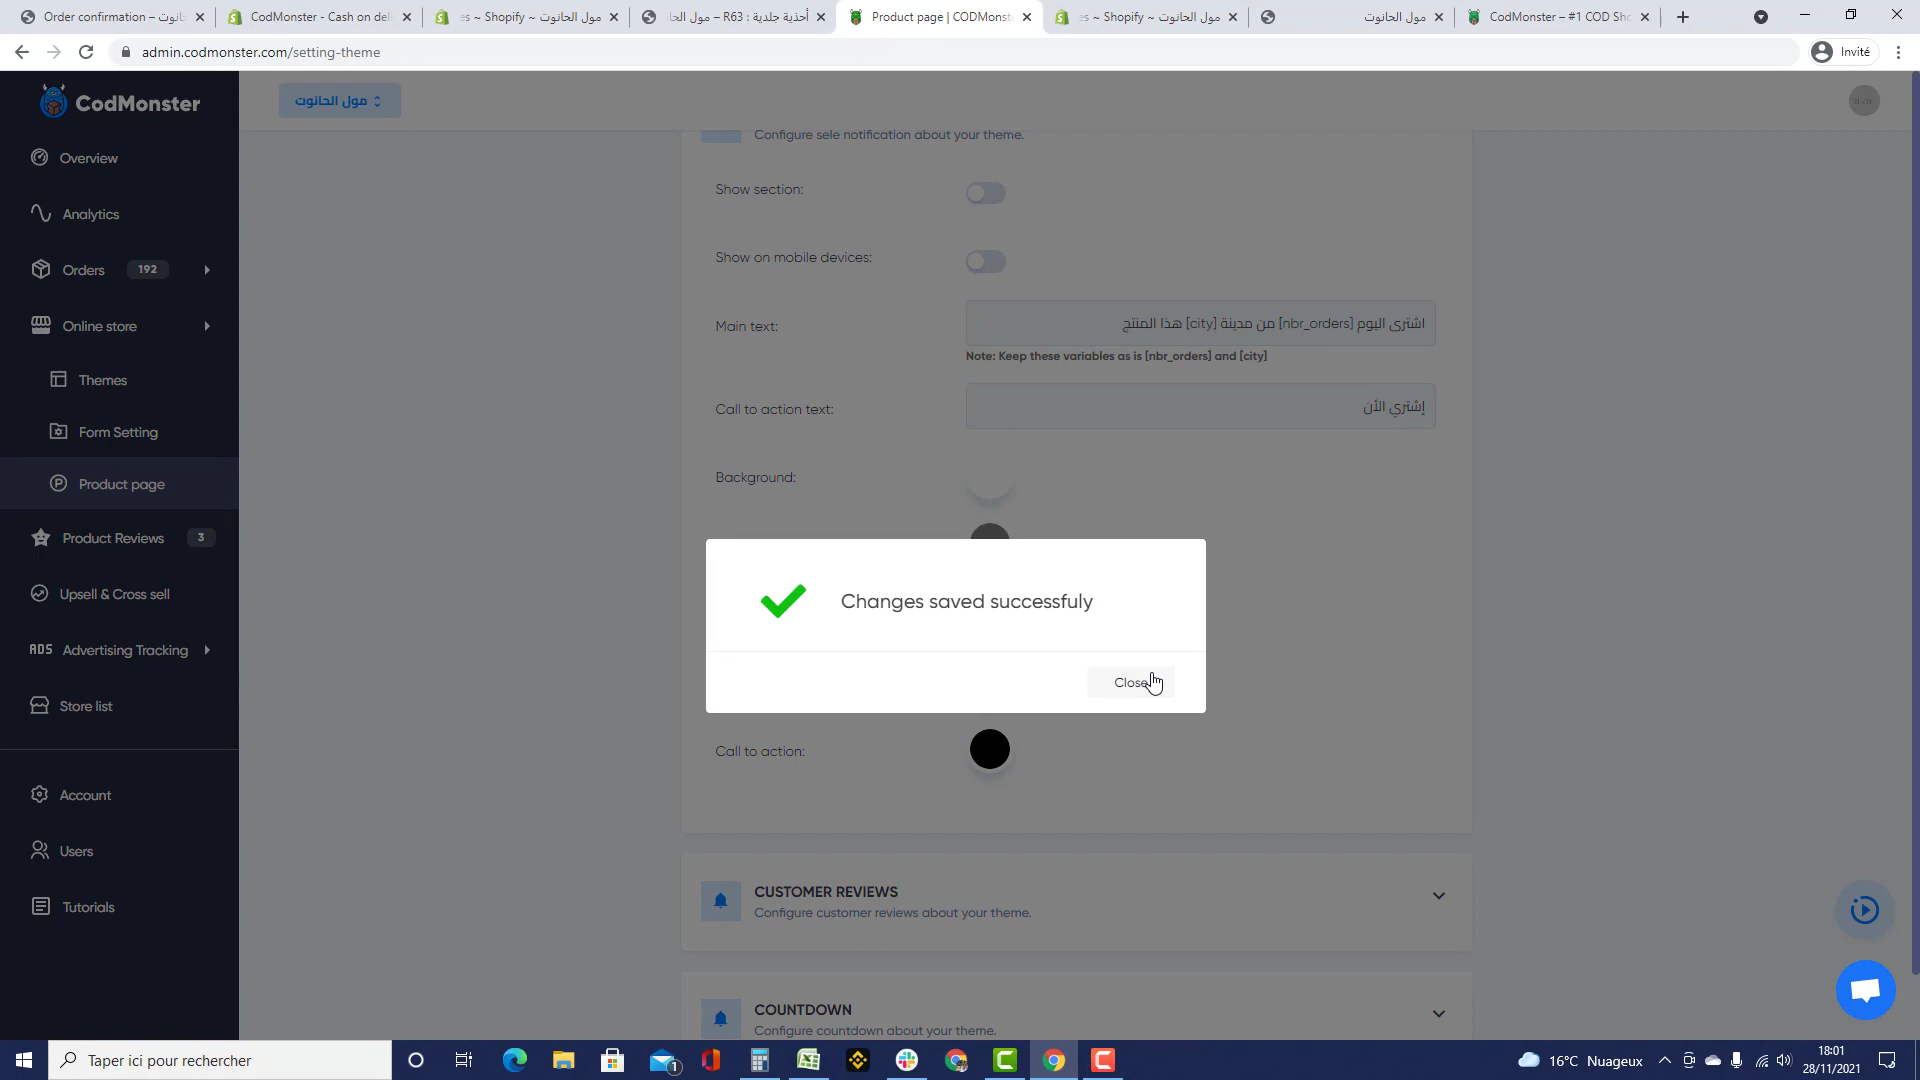 Order confirmation – حانوت
CodMonster - Cash on del
es ~ Shopify ~ مول الحانوت
أحذية جلدية : R63 – مول الحا
Product page | CODMonst
es ~ Shopify ~ مول الحانوت
مول الحانوت
CodMonster – #1 COD Sho
admin.codmonster.com/setting-theme
Invité
CodMonster
مول الحانوت
Overview
Analytics
Orders 192
Online store
Themes
Form Setting
Product page
Product Reviews 3
Upsell & Cross sell
ADS Advertising Tracking
Store list
Account
Users
Tutorials
Configure sele notification about your theme.
Show section:
Show on mobile devices:
Main text:
اشترى اليوم [nbr_orders] من مدينة [city] هذا المنتج
Note: Keep these variables as is [nbr_orders] and [city]
Call to action text:
إشتري الأن
Background:
Changes saved successfuly
Close
Call to action:
CUSTOMER REVIEWS
Configure customer reviews about your theme.
COUNTDOWN
Configure countdown about your theme.
Taper ici pour rechercher
1
16°C Nuageux
18:01
28/11/2021